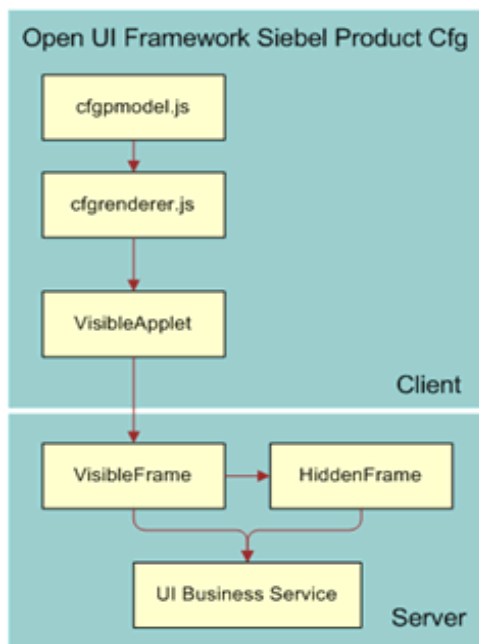 Open UI Framework Siebel Product Cfg
cfgpmodel.js
cfgrenderer.js
VisibleApplet
Client
VisibleFrame
HiddenFrame
UI Business Service
Server